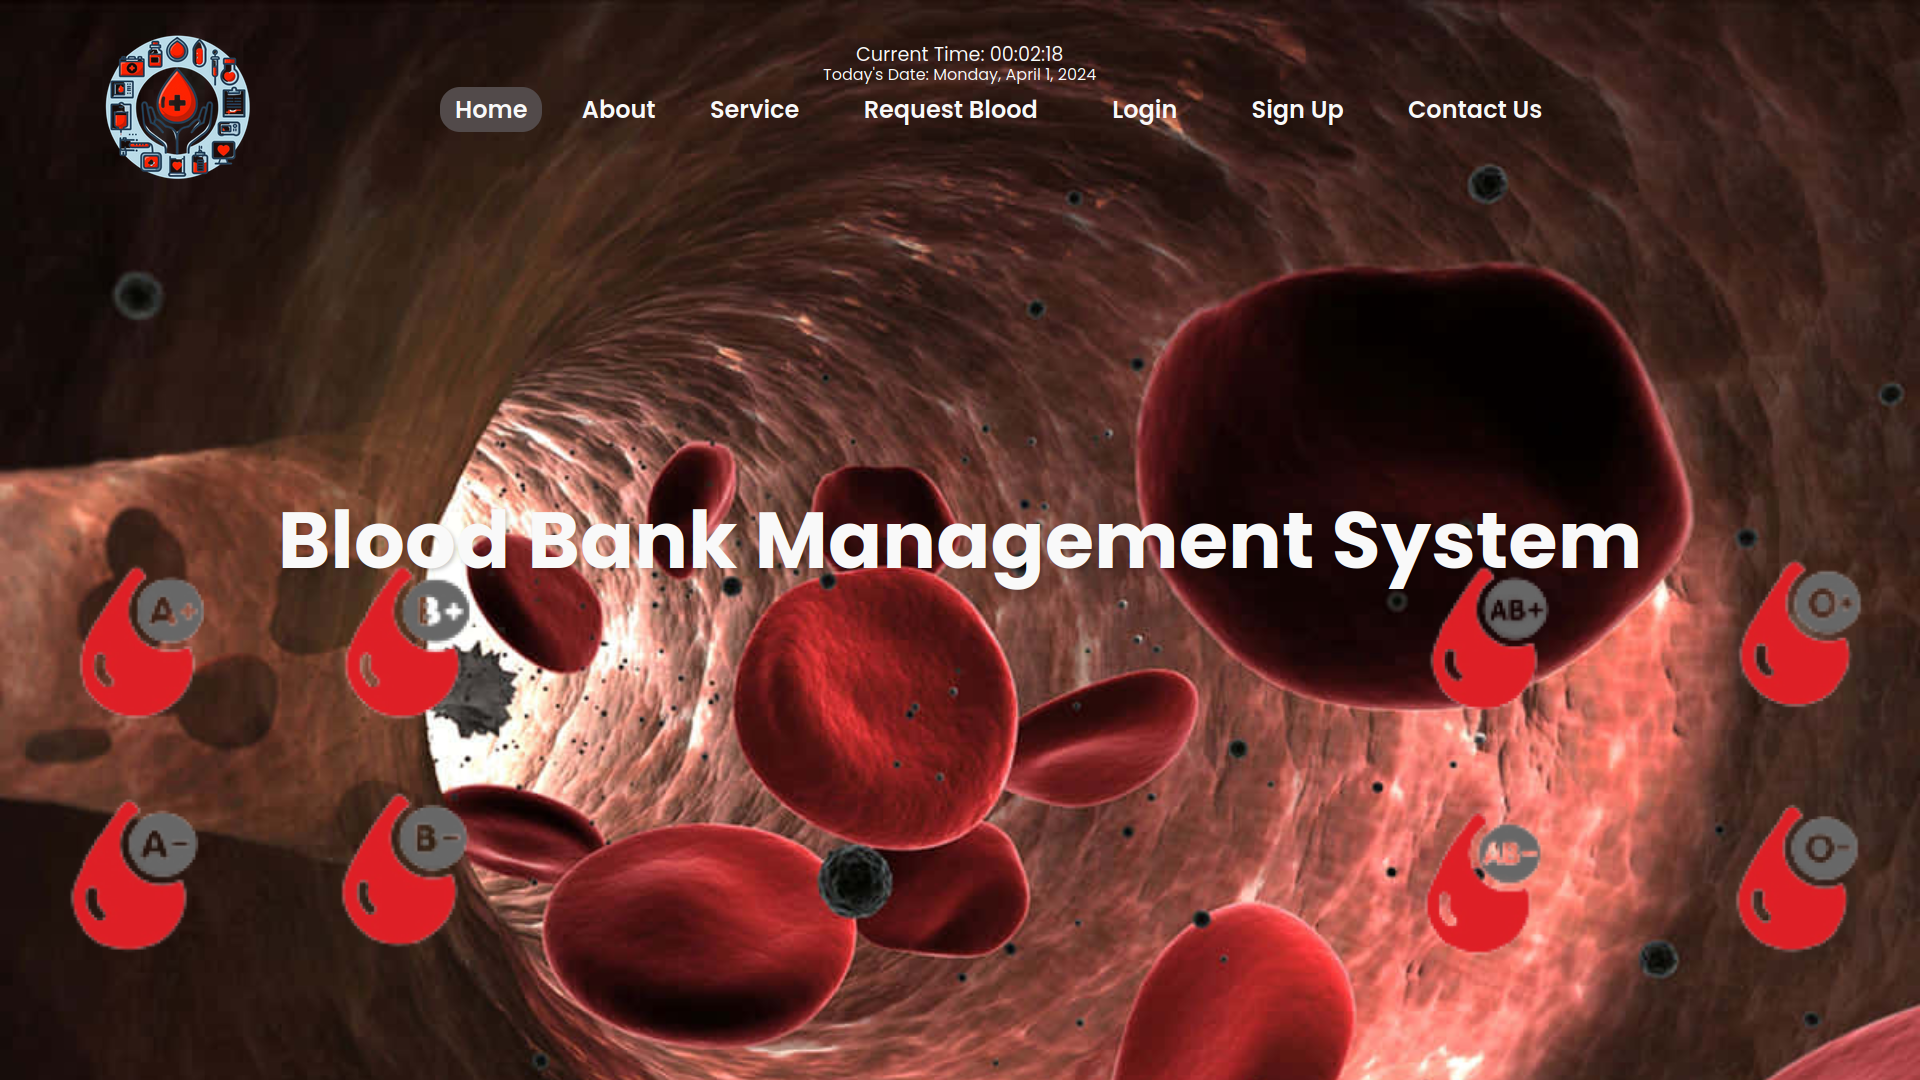 Current Time: 00:02:18
Today's Date: Monday, April 1, 2024
Home About Service Request Blood Login Sign Up Contact Us
Blood Bank Management System
A+ B+ AB+ O+
A- B- AB- O-